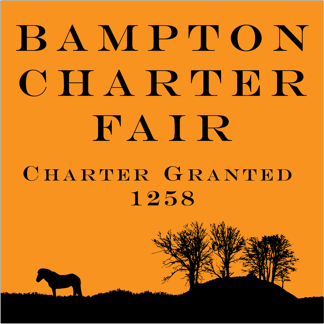 BAMPTON
CHARTER
FAIR
CHARTER GRANTED
1258